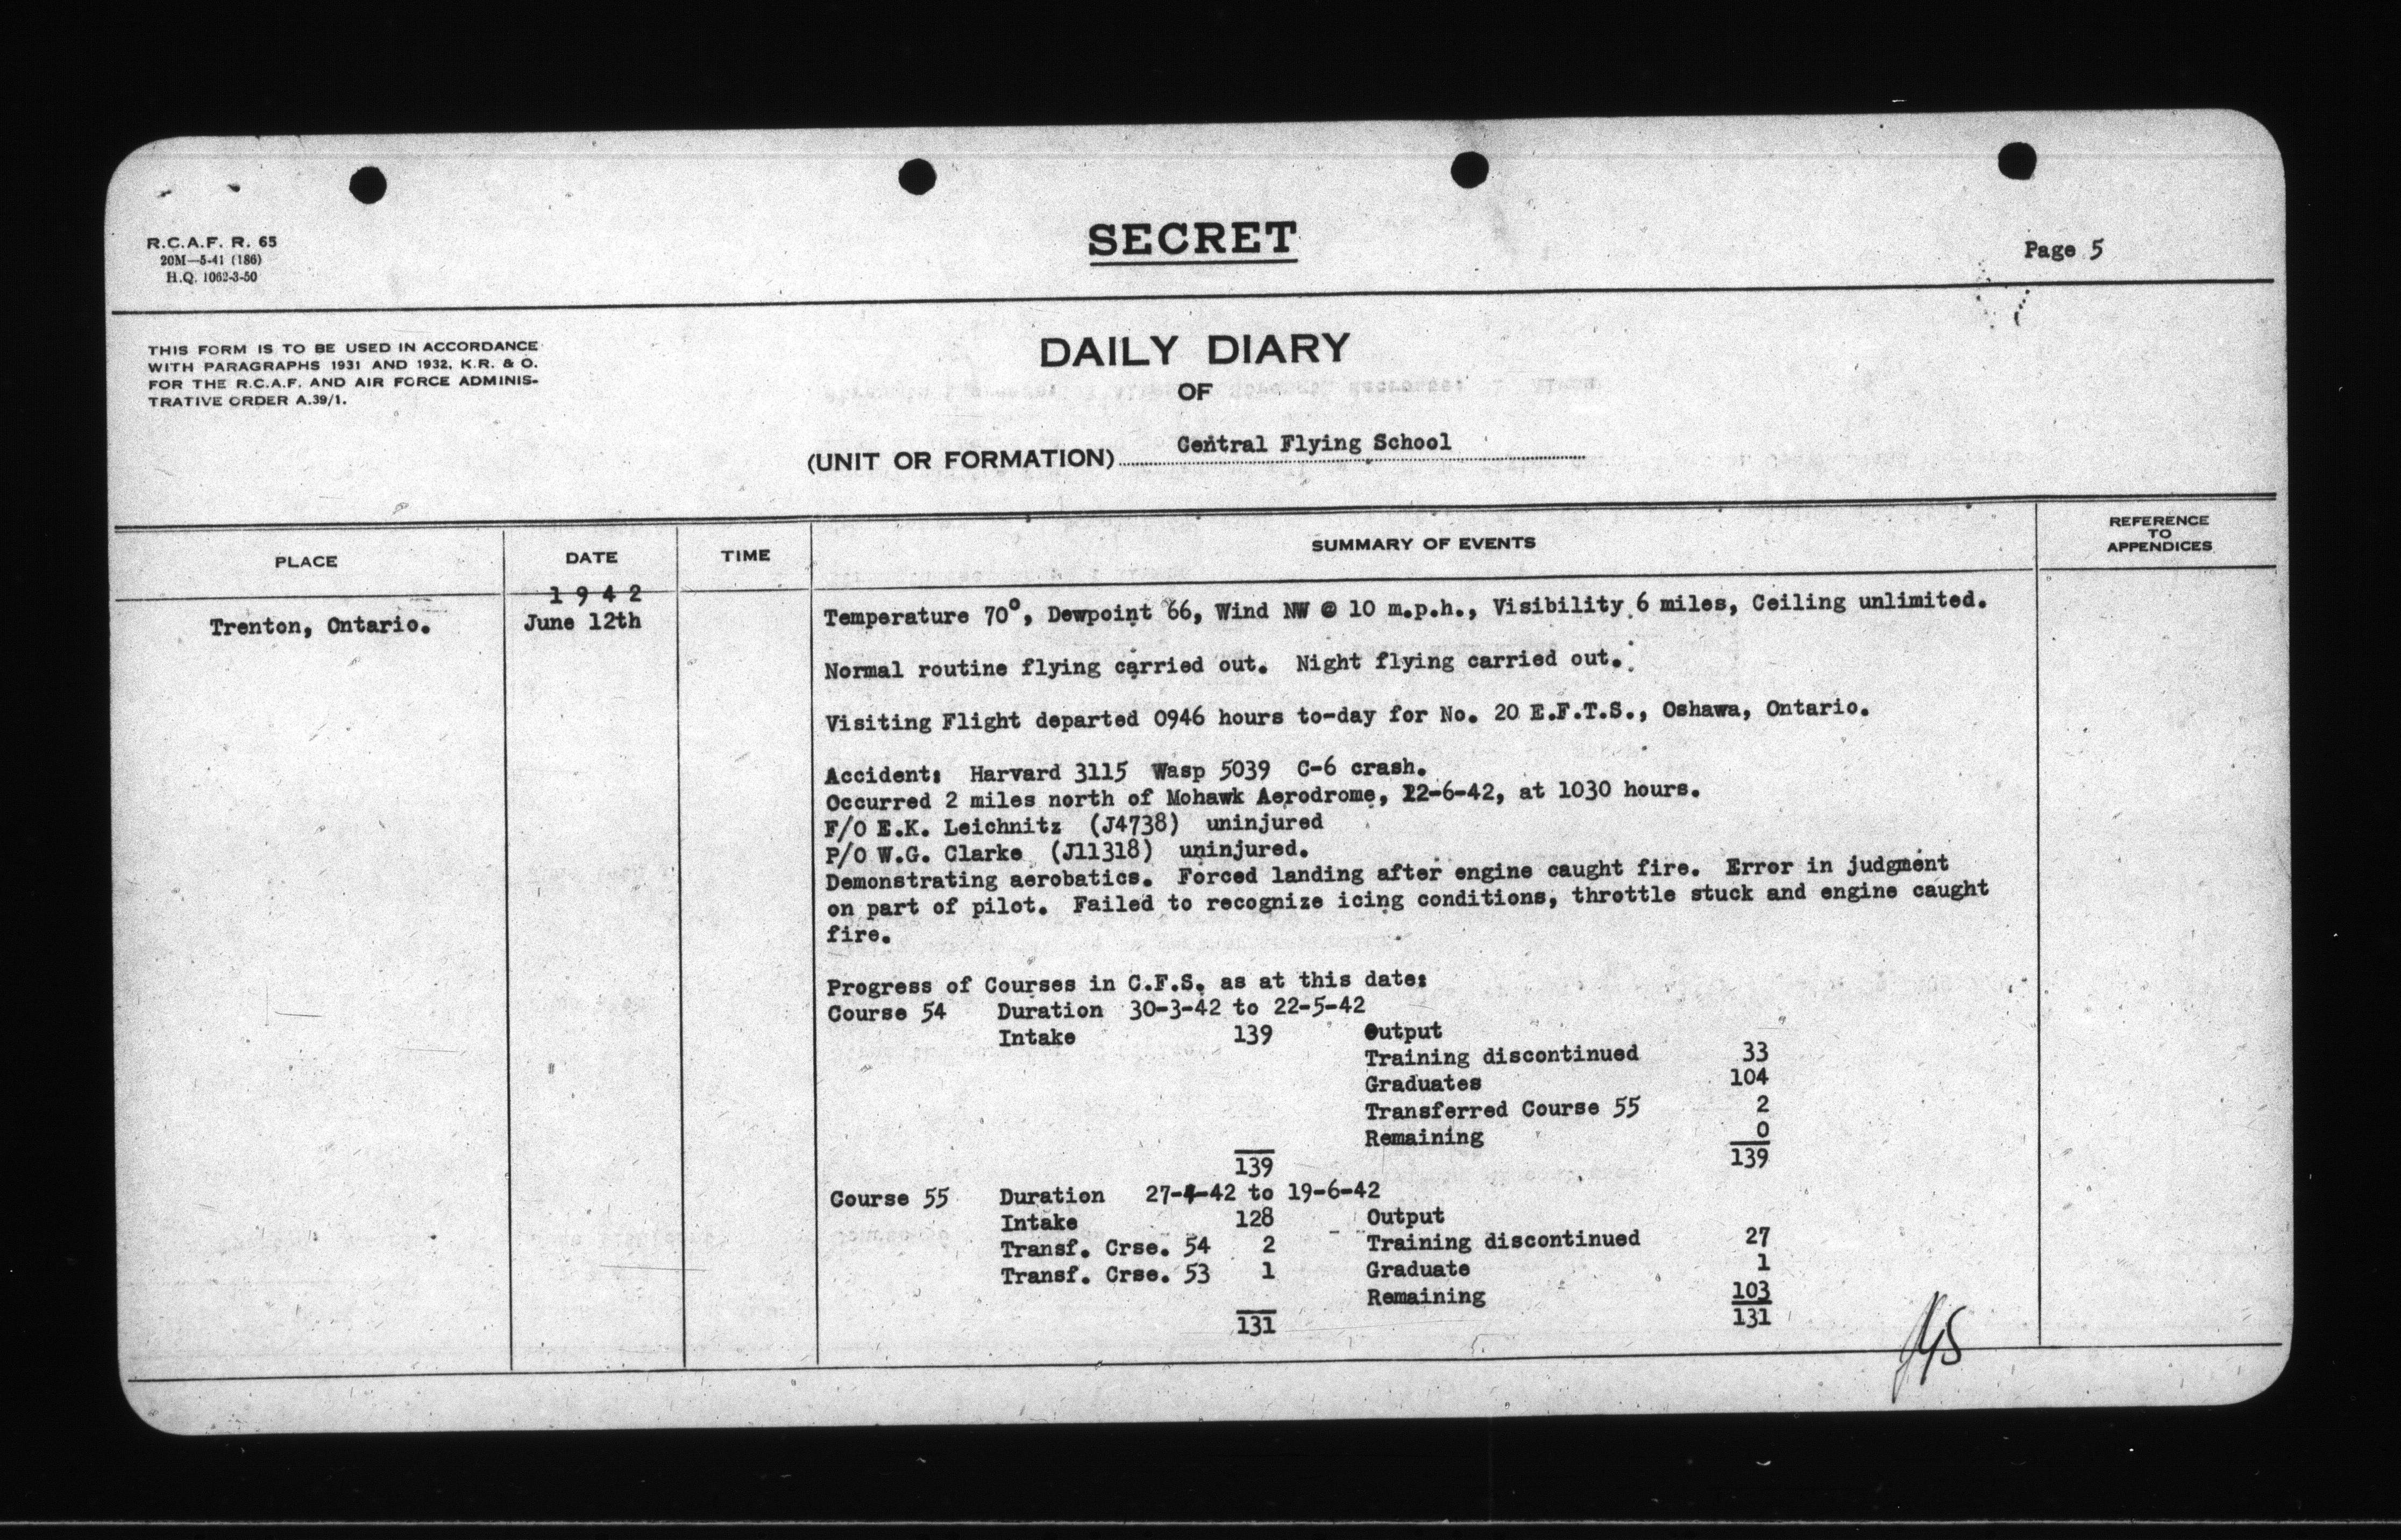 R.C.A.F. R. 65
20M—5-41 (186)
H.Q. 1062-3-50
SECRET
Page 5
THIS FORM IS TO BE USED IN ACCORDANCE
WITH PARAGRAPHS 1931 AND 1932, K.R. & O.
FOR THE R.C.A.F. AND AIR FORCE ADMINIS-
TRATIVE ORDER A.39/1.
DAILY DIARY
OF
(UNIT OR FORMATION) Central Flying School
PLACE DATE TIME SUMMARY OF EVENTS REFERENCE
TO
APPENDICES
1 9 4 2
Trenton, Ontario. June 12th Temperature 70°, Dewpoint 66, Wind NW @ 10 m.p.h., Visibility 6 miles, Ceiling unlimited.
Normal routine flying carried out. Night flying carried out.
Visiting Flight departed 0946 hours to-day for No. 20 E.F.T.S., Oshawa, Ontario.
Accident: Harvard 3115 Wasp 5039 C-6 crash.
Occurred 2 miles north of Mohawk Aerodrome, 12-6-42, at 1030 hours.
F/O E.K. Leichnitz (J4738) uninjured
P/O W.G. Clarke (J11318) uninjured.
Demonstrating aerobatics. Forced landing after engine caught fire. Error in judgment
on part of pilot. Failed to recognize icing conditions, throttle stuck and engine caught
fire.
Progress of Courses in C.F.S. as at this date:
Course 54 Duration 30-3-42 to 22-5-42
Intake 139 Output
Training discontinued 33
Graduates 104
Transferred Course 55 2
Remaining 0
139 139
Course 55 Duration 27-4-42 to 19-6-42
Intake 128 Output
Transf. Crse. 54 2 Training discontinued 27
Transf. Crse. 53 1 Graduate 1
Remaining 103
131 131